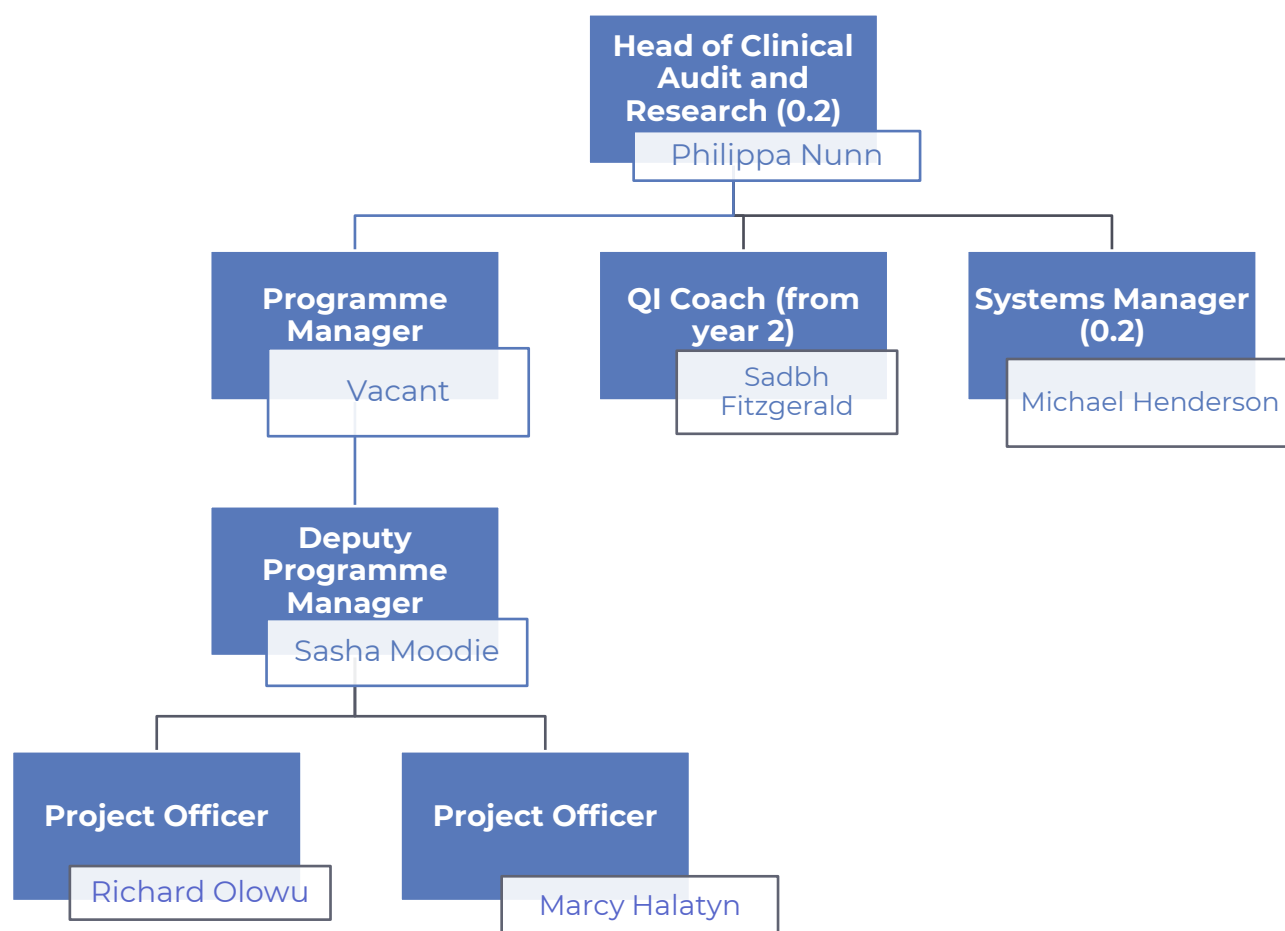 Head of Clinical
Audit and
Research (0.2)
Philippa Nunn
Programme
Manager
Vacant
QI Coach (from
year 2)
Sadbh
Fitzgerald
Systems Manager
(0.2)
Michael Henderson
Deputy
Programme
Manager
Sasha Moodie
Project Officer
Richard Olowu
Project Officer
Marcy Halatyn